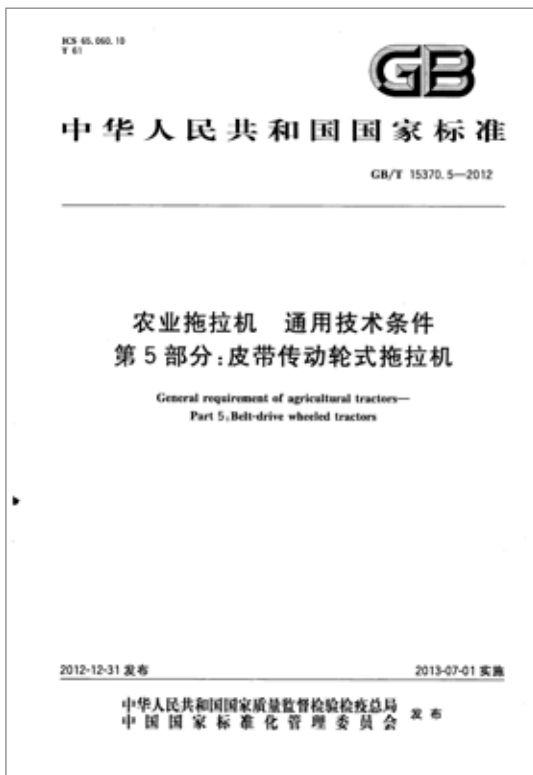 ICS 65.060.10
T 61
GB
中华人民共和国国家标准
GB/T 15370.5—2012
农业拖拉机 通用技术条件
第5部分:皮带传动轮式拖拉机
General requirement of agricultural tractors—
Part 5:Belt-drive wheeled tractors
2012-12-31 发布
2013-07-01 实施
中华人民共和国国家质量监督检验检疫总局
中国国家标准化管理委员会
发布